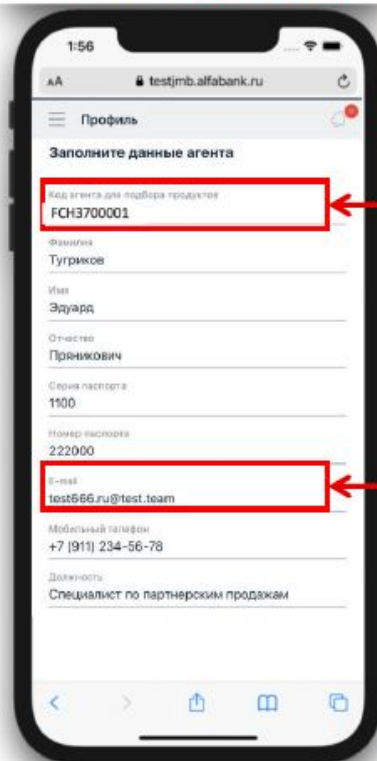 1:56
AA testjmb.alfabank.ru
Профиль
Заполните данные агента
Код агента для подбора продуктов
FCH3700001
Фамилия
Тугриков
Имя
Эдуард
Отчество
Пряникович
Серия паспорта
1100
Номер паспорта
222000
E-mail
test666.ru@test.team
Мобильный телефон
+7 (911) 234-56-78
Должность
Специалист по партнерским продажам